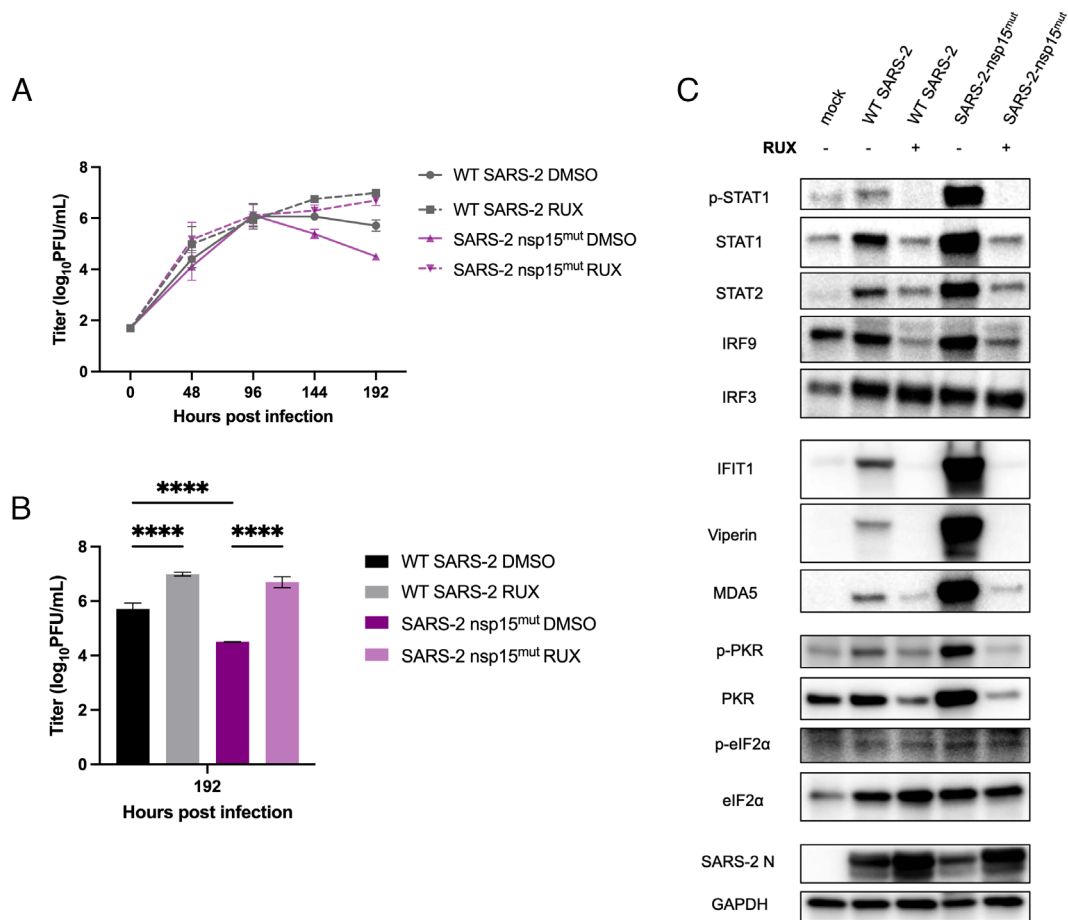 A
8
6
4
2
0
Titer (log10PFU/mL)
0 48 96 144 192
Hours post infection
WT SARS-2 DMSO
WT SARS-2 RUX
SARS-2 nsp15mut DMSO
SARS-2 nsp15mut RUX
B
****
**** ****
8
6
4
2
0
Titer (log10PFU/mL)
192
Hours post infection
WT SARS-2 DMSO
WT SARS-2 RUX
SARS-2 nsp15mut DMSO
SARS-2 nsp15mut RUX
C
mock
WT SARS-2
WT SARS-2
SARS-2-nsp15mut
SARS-2-nsp15mut
RUX - - + - +
p-STAT1
STAT1
STAT2
IRF9
IRF3
IFIT1
Viperin
MDA5
p-PKR
PKR
p-eIF2α
eIF2α
SARS-2 N
GAPDH